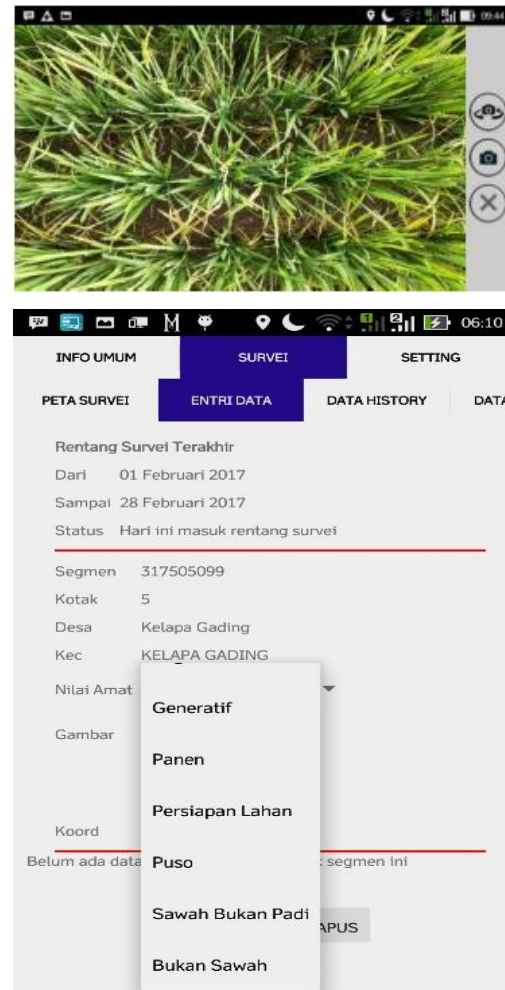 09:44
06:10
INFO UMUM SURVEI SETTING
PETA SURVEI ENTRI DATA DATA HISTORY DATA
Rentang Survei Terakhir
Dari 01 Februari 2017
Sampai 28 Februari 2017
Status Hari ini masuk rentang survei
Segmen 317505099
Kotak 5
Desa Kelapa Gading
Kec KELAPA GADING
Nilai Amat
Generatif
Gambar
Panen
Persiapan Lahan
Koord
Belum ada data segmen ini
Puso
Sawah Bukan Padi
APUS
Bukan Sawah